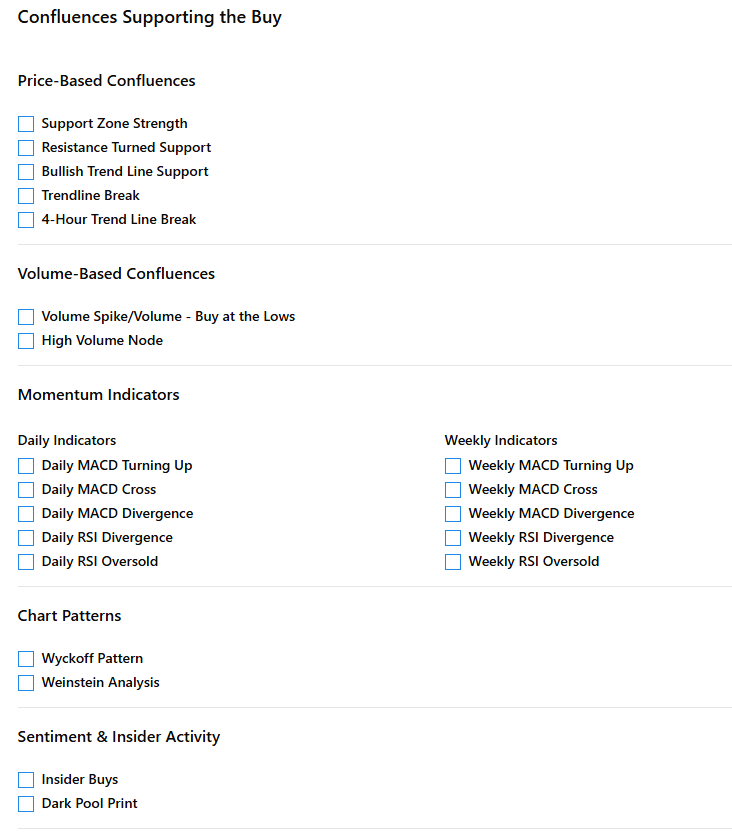 Confluences Supporting the Buy
Price-Based Confluences
Support Zone Strength
Resistance Turned Support
Bullish Trend Line Support
Trendline Break
4-Hour Trend Line Break
Volume-Based Confluences
Volume Spike/Volume - Buy at the Lows
High Volume Node
Momentum Indicators
Daily Indicators
Daily MACD Turning Up
Daily MACD Cross
Daily MACD Divergence
Daily RSI Divergence
Daily RSI Oversold
Weekly Indicators
Weekly MACD Turning Up
Weekly MACD Cross
Weekly MACD Divergence
Weekly RSI Divergence
Weekly RSI Oversold
Chart Patterns
Wyckoff Pattern
Weinstein Analysis
Sentiment & Insider Activity
Insider Buys
Dark Pool Print